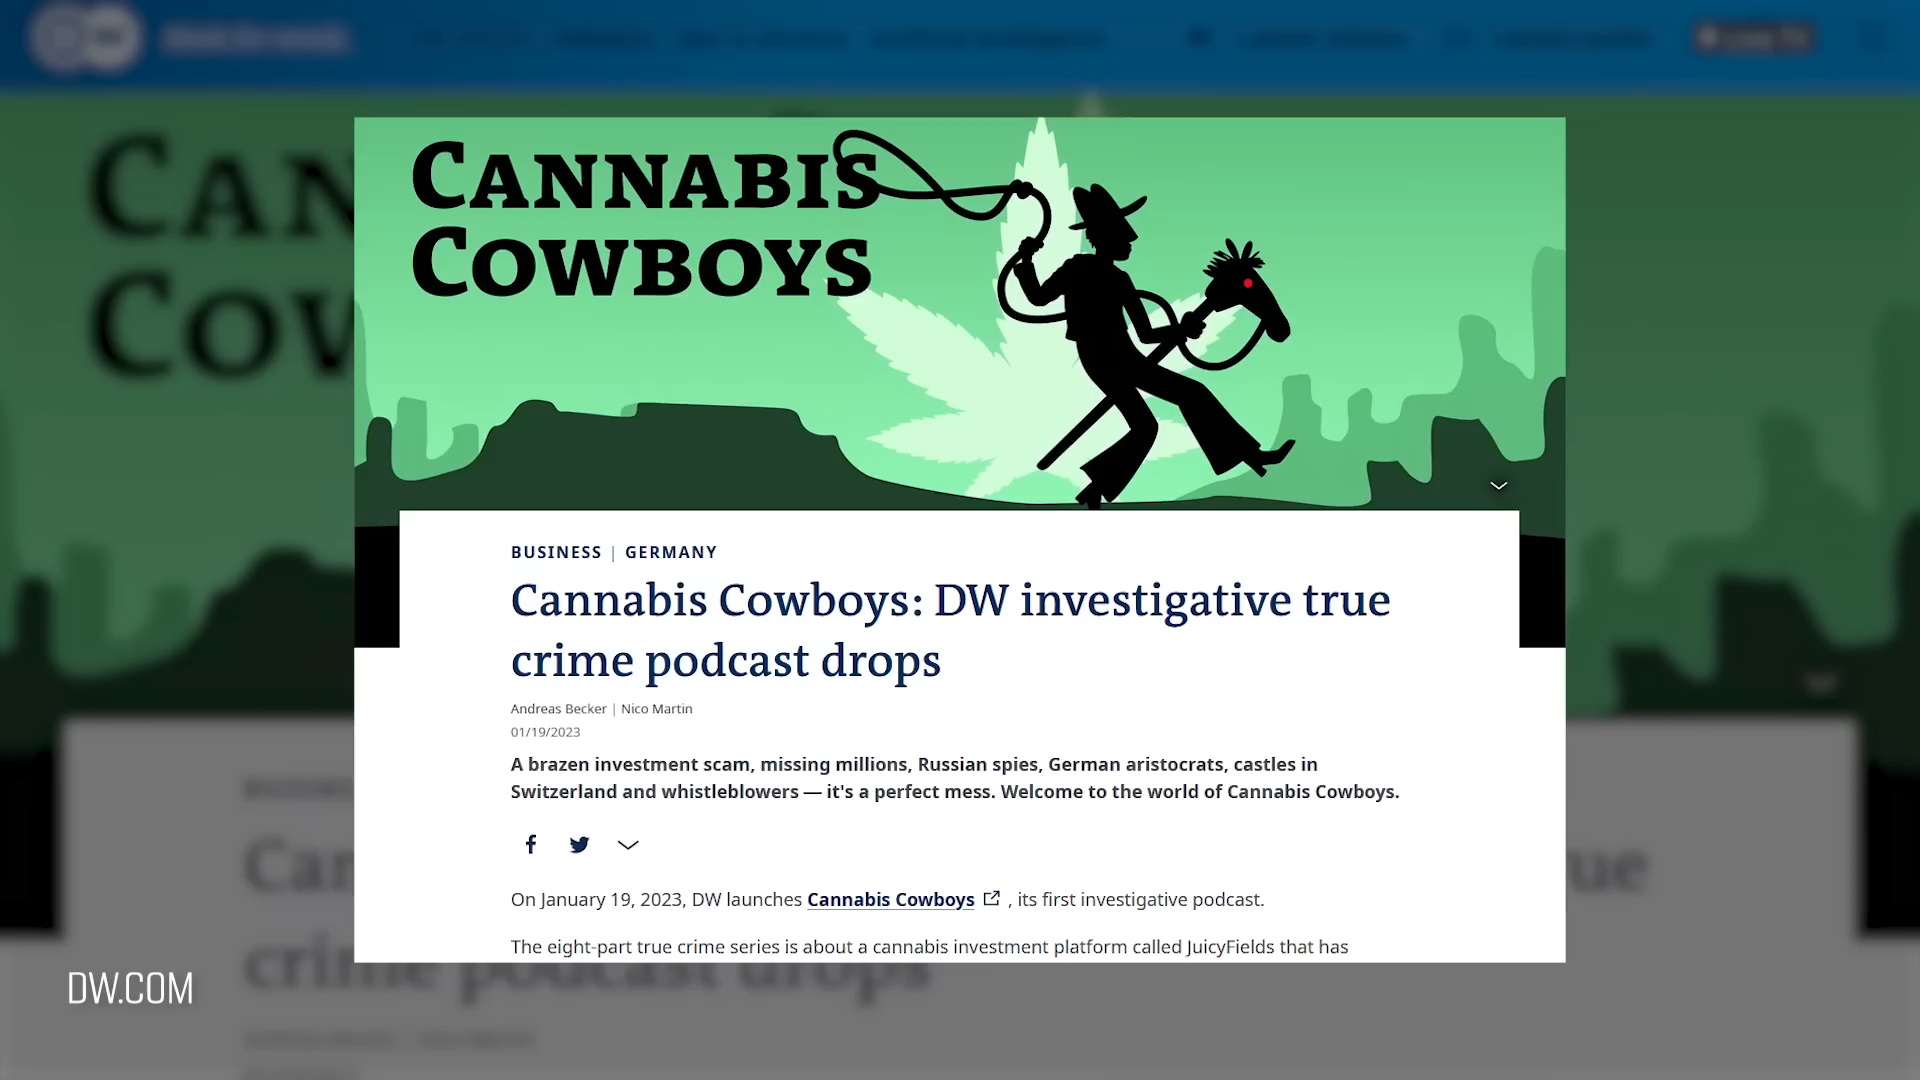 CANNABIS
COWBOYS
BUSINESS | GERMANY
Cannabis Cowboys: DW investigative true
crime podcast drops
Andreas Becker | Nico Martin
01/19/2023
A brazen investment scam, missing millions, Russian spies, German aristocrats, castles in
Switzerland and whistleblowers — it's a perfect mess. Welcome to the world of Cannabis Cowboys.
On January 19, 2023, DW launches Cannabis Cowboys , its first investigative podcast.
The eight-part true crime series is about a cannabis investment platform called JuicyFields that has
DW.COM